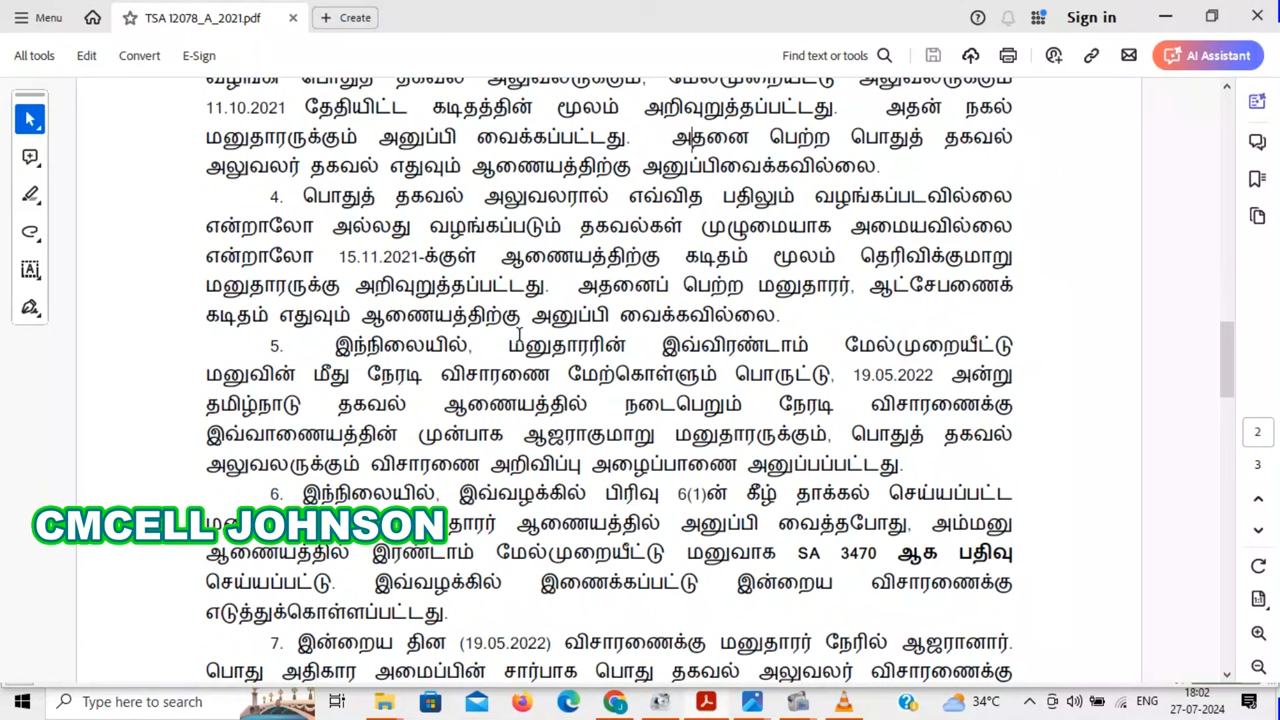 Menu
TSA 12078_A_2021.pdf
Create
Sign in
All tools Edit Convert E-Sign
Find text or tools
AI Assistant
வழங்கி பொதுத் தகவல் அலுவலருக்கும், மேல்முறையீட்டு அலுவலருக்கும்
11.10.2021 தேதியிட்ட கடிதத்தின் மூலம் அறிவுறுத்தப்பட்டது. அதன் நகல்
மனுதாரருக்கும் அனுப்பி வைக்கப்பட்டது. அதனை பெற்ற பொதுத் தகவல்
அலுவலர் தகவல் எதுவும் ஆணையத்திற்கு அனுப்பிவைக்கவில்லை.
4. பொதுத் தகவல் அலுவலரால் எவ்வித பதிலும் வழங்கப்படவில்லை
என்றாலோ அல்லது வழங்கப்படும் தகவல்கள் முழுமையாக அமையவில்லை
என்றாலோ 15.11.2021-க்குள் ஆணையத்திற்கு கடிதம் மூலம் தெரிவிக்குமாறு
மனுதாரருக்கு அறிவுறுத்தப்பட்டது. அதனைப் பெற்ற மனுதாரர், ஆட்சேபணைக்
கடிதம் எதுவும் ஆணையத்திற்கு அனுப்பி வைக்கவில்லை.
5. இந்நிலையில், மனுதாரரின் இவ்விரண்டாம் மேல்முறையீட்டு
மனுவின் மீது நேரடி விசாரணை மேற்கொள்ளும் பொருட்டு, 19.05.2022 அன்று
தமிழ்நாடு தகவல் ஆணையத்தில் நடைபெறும் நேரடி விசாரணைக்கு
இவ்வாணையத்தின் முன்பாக ஆஜராகுமாறு மனுதாரருக்கும், பொதுத் தகவல்
அலுவலருக்கும் விசாரணை அறிவிப்பு அழைப்பாணை அனுப்பப்பட்டது.
6. இந்நிலையில், இவ்வழக்கில் பிரிவு 6(1)ன் கீழ் தாக்கல் செய்யப்பட்ட
ஆணையத்தில் அனுப்பி வைத்தபோது, அம்மனு
CMCELL JOHNSON
ஆணையத்தில் இரண்டாம் மேல்முறையீட்டு மனுவாக SA 3470 ஆக பதிவு
செய்யப்பட்டு. இவ்வழக்கில் இணைக்கப்பட்டு இன்றைய விசாரணைக்கு
எடுத்துக்கொள்ளப்பட்டது.
7. இன்றைய தின (19.05.2022) விசாரணைக்கு மனுதாரர் நேரில் ஆஜரானார்.
பொது அதிகார அமைப்பின் சார்பாக பொது தகவல் அலுவலர் விசாரணைக்கு
2
3
Type here to search
34°C
ENG
18:02
27-07-2024